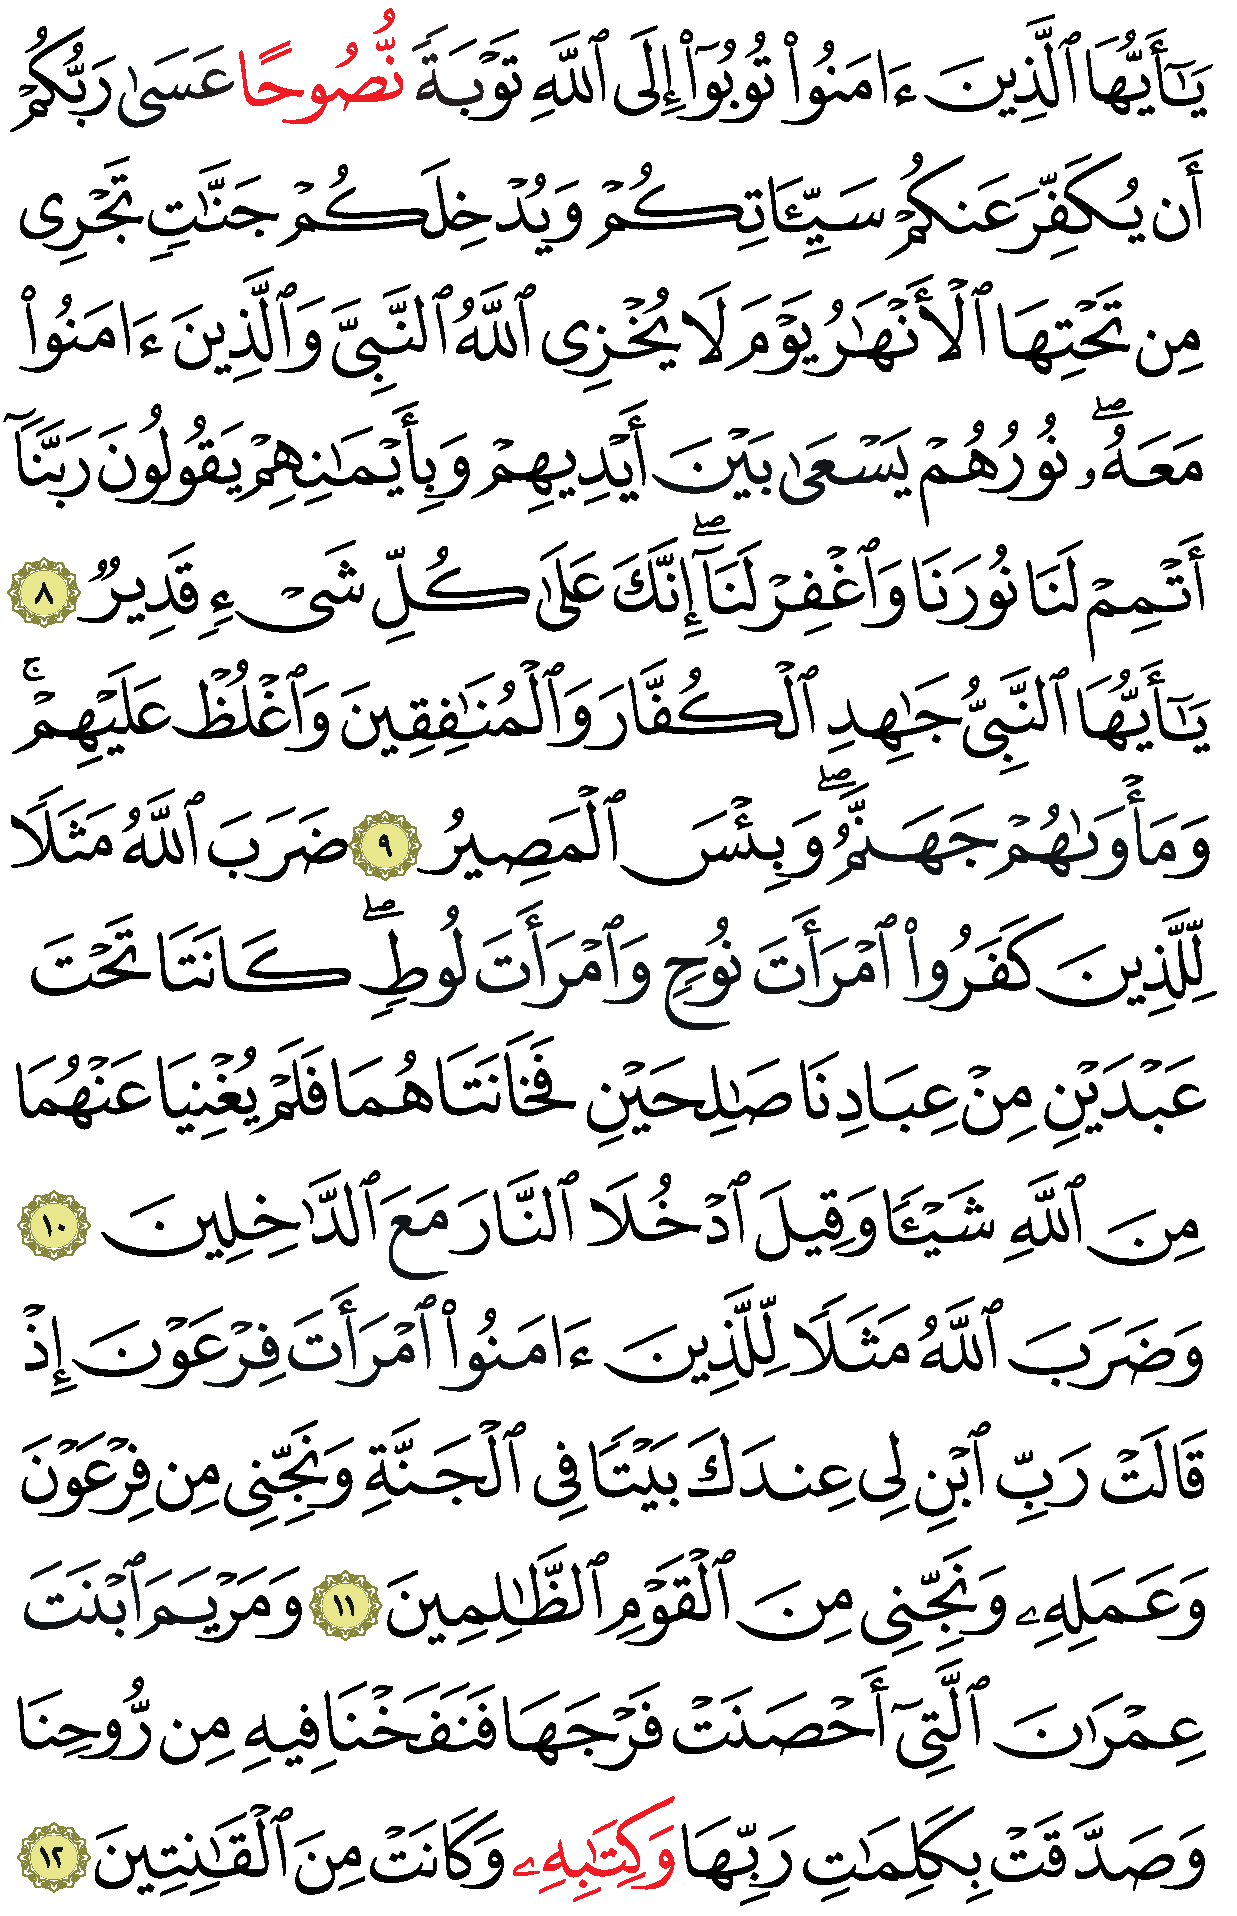 يَـٰٓأَيُّهَا ٱلَّذِينَ ءَامَنُوا۟ تُوبُوٓا۟ إِلَى ٱللَّهِ تَوْبَةً نُّصُوحًا عَسَىٰ رَبُّكُمْ
أَن يُكَفِّرَ عَنكُمْ سَيِّـَٔاتِكُمْ وَيُدْخِلَكُمْ جَنَّـٰتٍ تَجْرِى
مِن تَحْتِهَا ٱلْأَنْهَـٰرُ يَوْمَ لَا يُخْزِى ٱللَّهُ ٱلنَّبِىَّ وَٱلَّذِينَ ءَامَنُوا۟
مَعَهُۥ ۖ نُورُهُمْ يَسْعَىٰ بَيْنَ أَيْدِيهِمْ وَبِأَيْمَـٰنِهِمْ يَقُولُونَ رَبَّنَآ
أَتْمِمْ لَنَا نُورَنَا وَٱغْفِرْ لَنَآ ۖ إِنَّكَ عَلَىٰ كُلِّ شَىْءٍ قَدِيرٌ ٨
يَـٰٓأَيُّهَا ٱلنَّبِىُّ جَـٰهِدِ ٱلْكُفَّارَ وَٱلْمُنَـٰفِقِينَ وَٱغْلُظْ عَلَيْهِمْ ۚ
وَمَأْوَىٰهُمْ جَهَنَّمُ ۖ وَبِئْسَ ٱلْمَصِيرُ ٩ ضَرَبَ ٱللَّهُ مَثَلًا
لِّلَّذِينَ كَفَرُوا۟ ٱمْرَأَتَ نُوحٍ وَٱمْرَأَتَ لُوطٍ ۖ كَانَتَا تَحْتَ
عَبْدَيْنِ مِنْ عِبَادِنَا صَـٰلِحَيْنِ فَخَانَتَاهُمَا فَلَمْ يُغْنِيَا عَنْهُمَا
مِنَ ٱللَّهِ شَيْـًٔا وَقِيلَ ٱدْخُلَا ٱلنَّارَ مَعَ ٱلدَّٰخِلِينَ ١٠
وَضَرَبَ ٱللَّهُ مَثَلًا لِّلَّذِينَ ءَامَنُوا۟ ٱمْرَأَتَ فِرْعَوْنَ إِذْ
قَالَتْ رَبِّ ٱبْنِ لِى عِندَكَ بَيْتًا فِى ٱلْجَنَّةِ وَنَجِّنِى مِن فِرْعَوْنَ
وَعَمَلِهِۦ وَنَجِّنِى مِنَ ٱلْقَوْمِ ٱلظَّـٰلِمِينَ ١١ وَمَرْيَمَ ٱبْنَتَ
عِمْرَٰنَ ٱلَّتِىٓ أَحْصَنَتْ فَرْجَهَا فَنَفَخْنَا فِيهِ مِن رُّوحِنَا
وَصَدَّقَتْ بِكَلِمَـٰتِ رَبِّهَا وَكِتَـٰبِهِۦ وَكَانَتْ مِنَ ٱلْقَـٰنِتِينَ ١٢